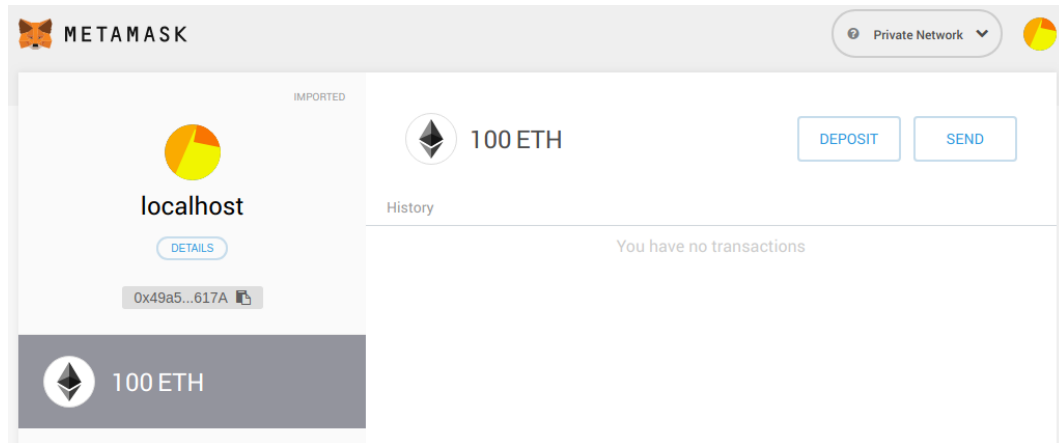 METAMASK
Private Network
IMPORTED
localhost
DETAILS
0x49a5...617A
100 ETH
100 ETH
DEPOSIT
SEND
History
You have no transactions